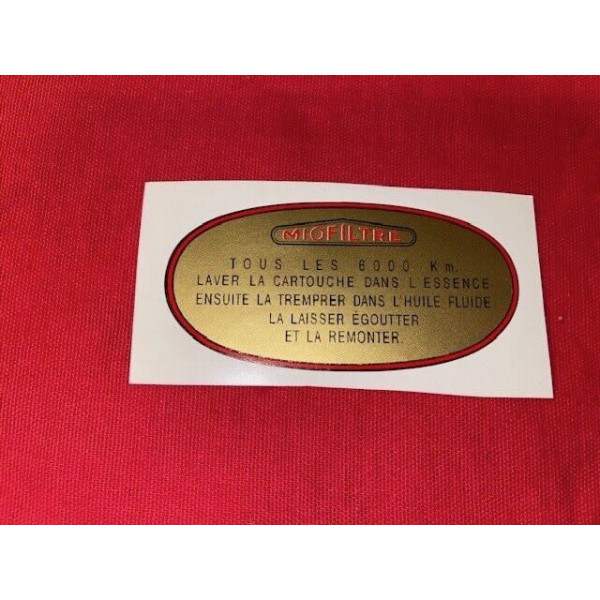 MIOFILTRE
TOUS LES 6000 Km.
LAVER LA CARTOUCHE DANS L'ESSENCE
ENSUITE LA TREMPRER DANS L'HUILE FLUIDE
LA LAISSER ÉGOUTTER
ET LA REMONTER.